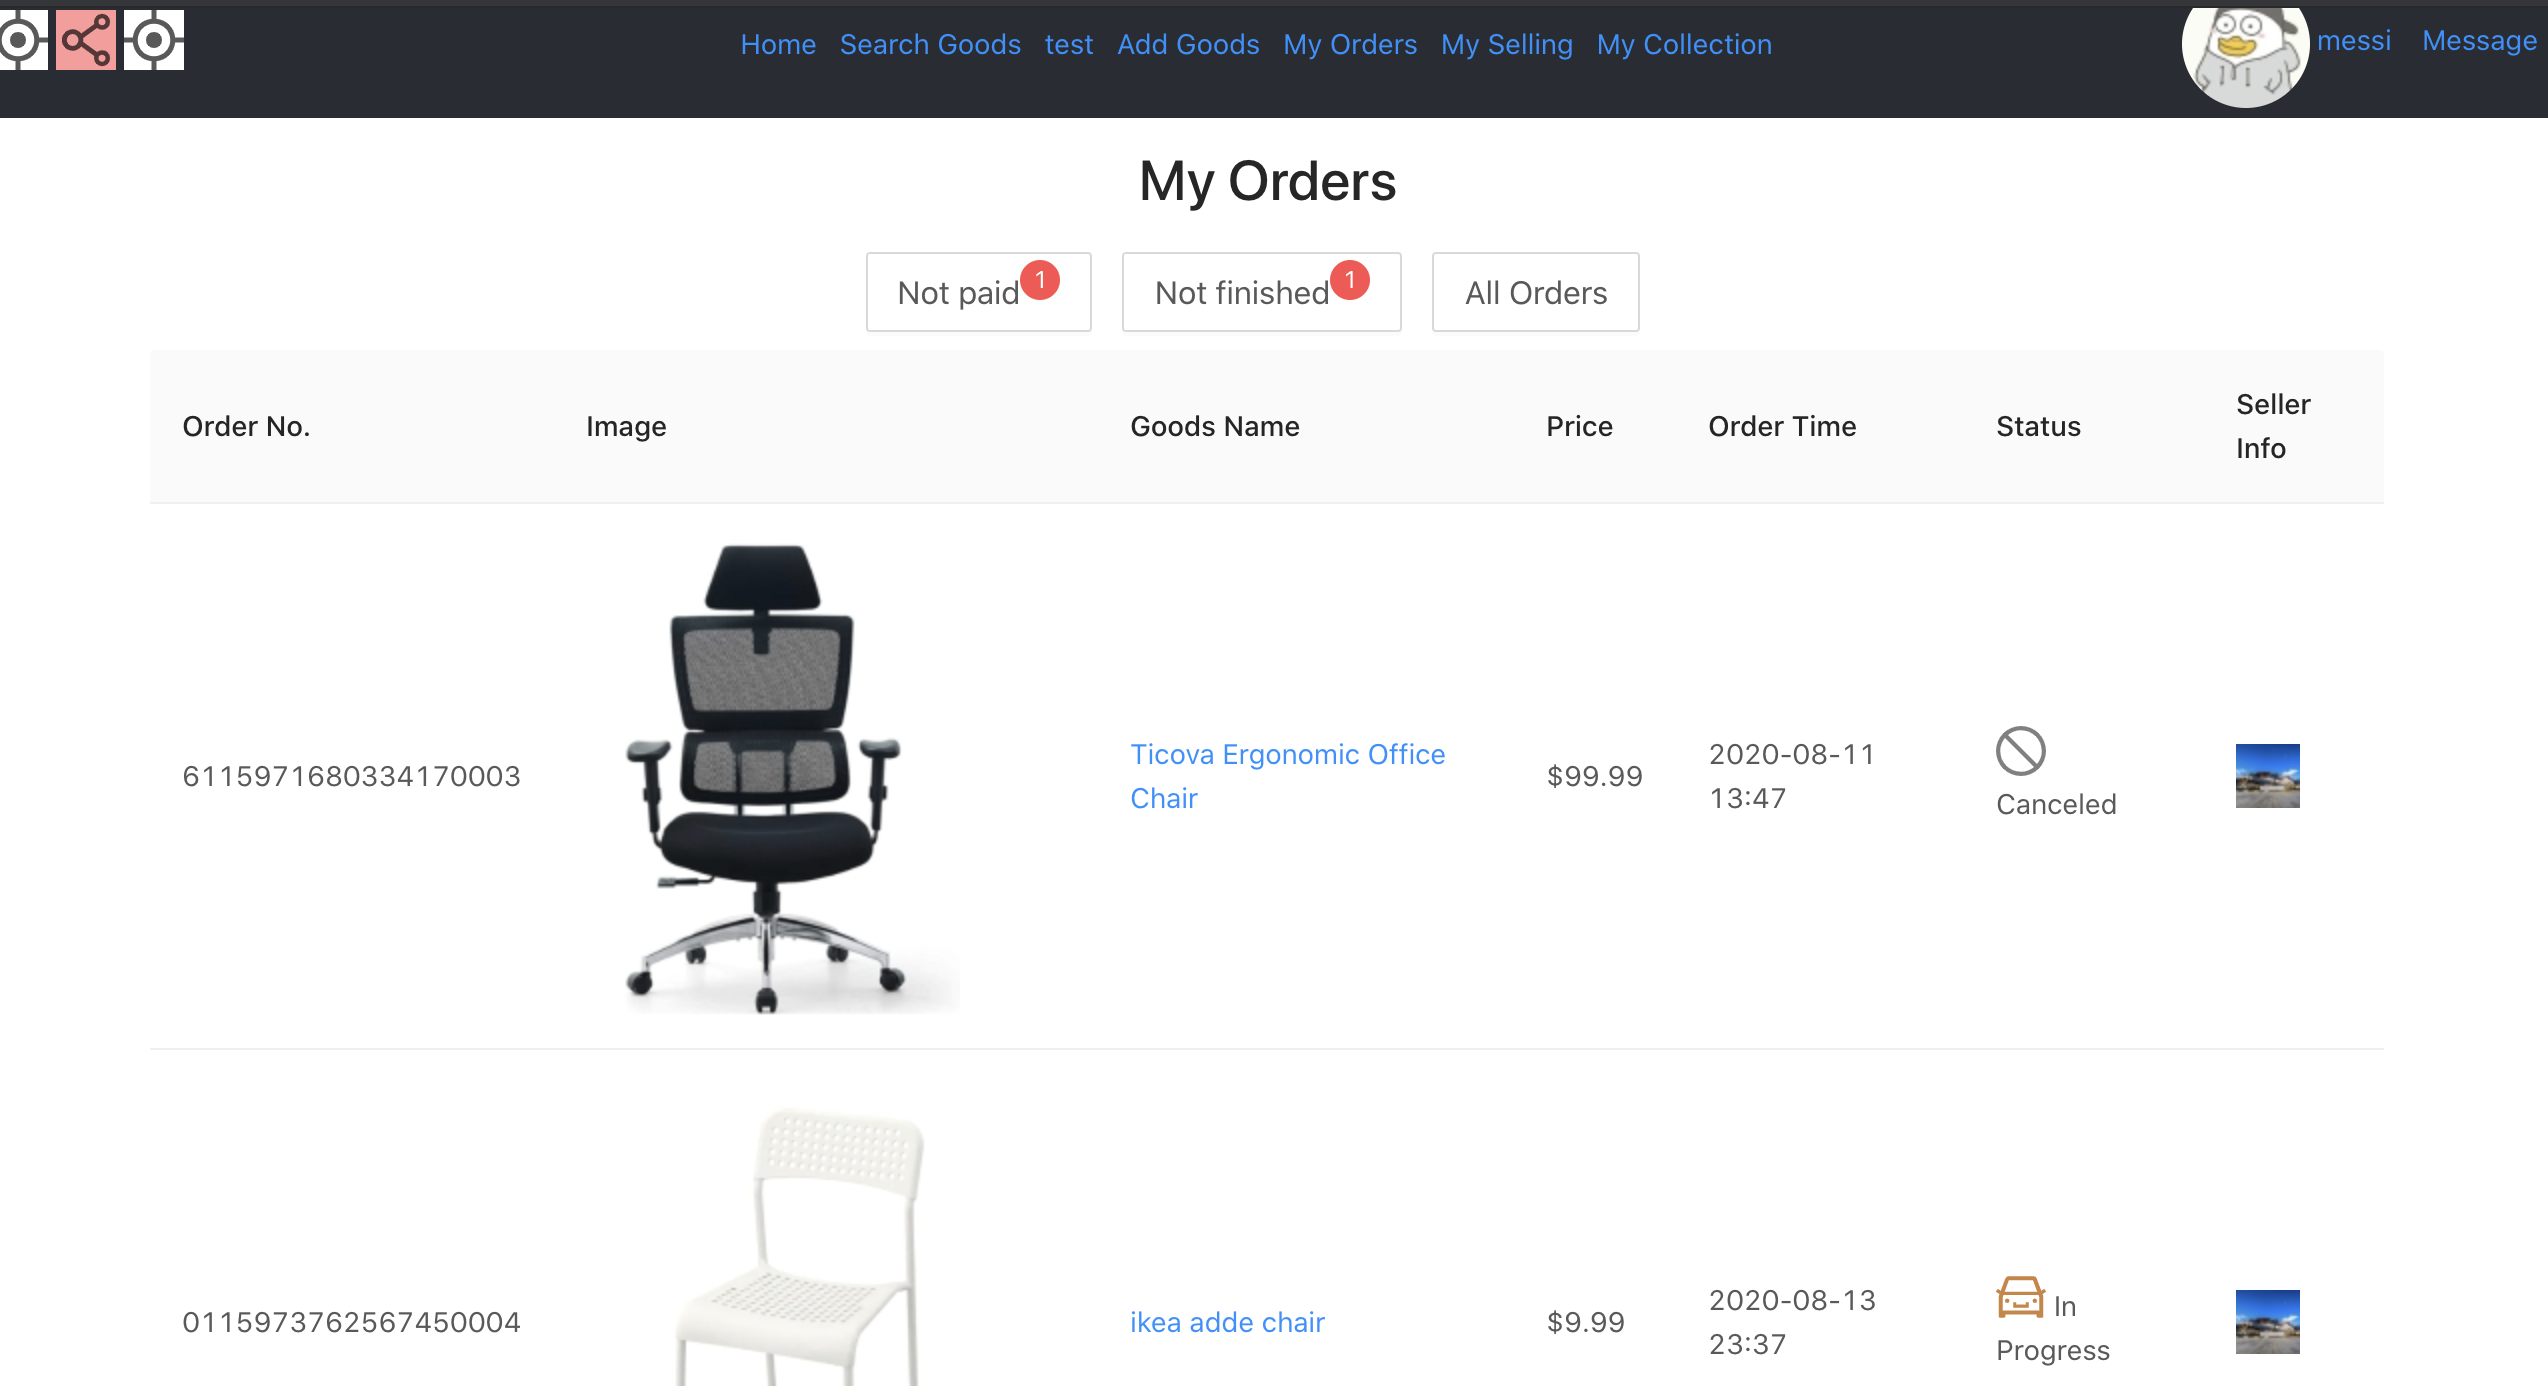 Home Search Goods test Add Goods My Orders My Selling My Collection
messi Message
My Orders
Not paid 1
Not finished 1
All Orders
Order No. Image Goods Name Price Order Time Status Seller
Info
6115971680334170003
Ticova Ergonomic Office
Chair
$99.99
2020-08-11
13:47
Canceled
0115973762567450004
ikea adde chair
$9.99
2020-08-13
23:37
In
Progress